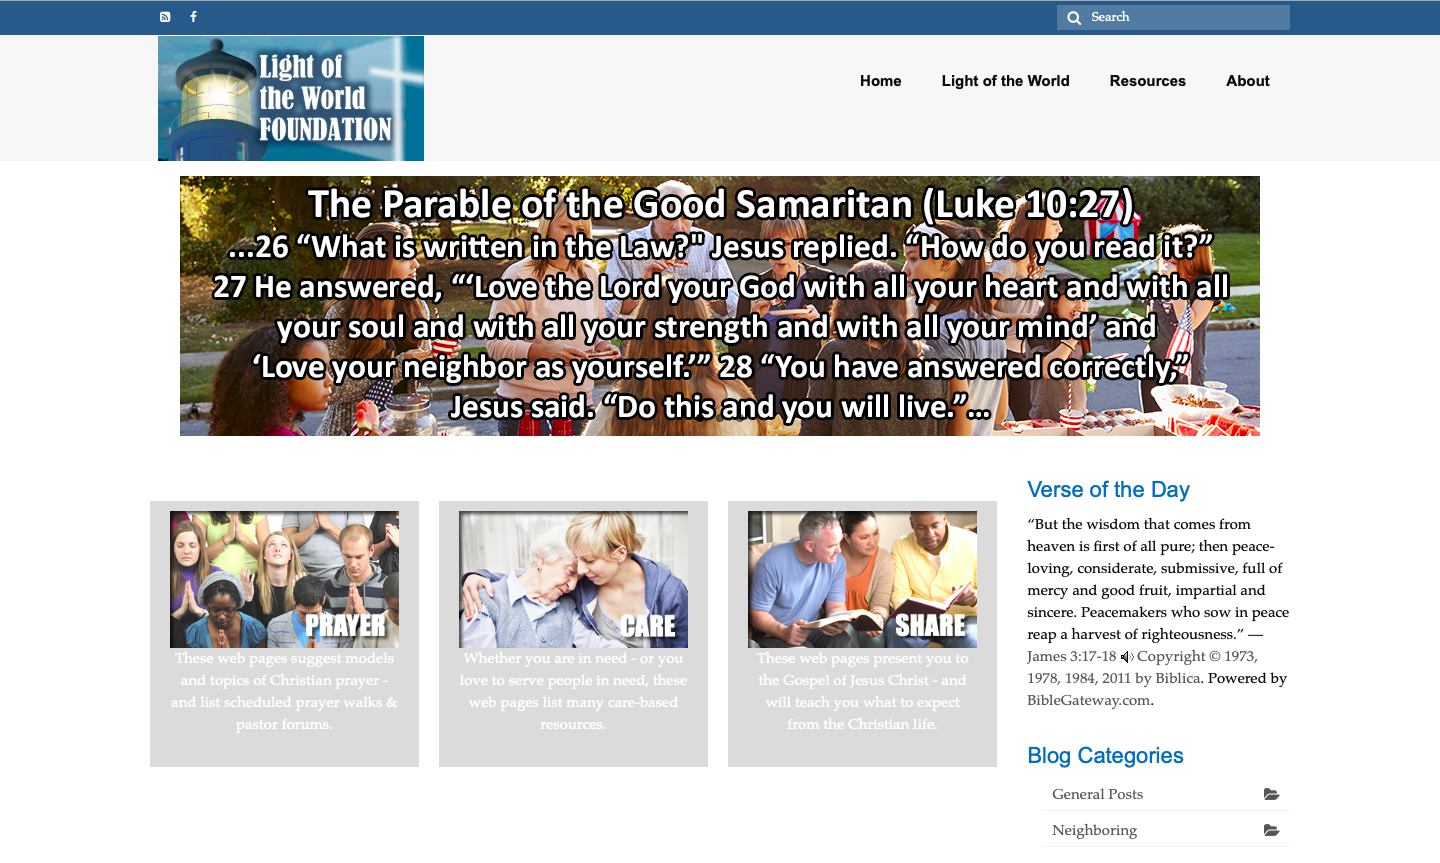 Search
Light of
the World
FOUNDATION
Home Light of the World Resources About
The Parable of the Good Samaritan (Luke 10:27)
...26 “What is written in the Law?" Jesus replied. “How do you read it?”
27 He answered, “‘Love the Lord your God with all your heart and with all
your soul and with all your strength and with all your mind’ and
‘Love your neighbor as yourself.’” 28 “You have answered correctly,”
Jesus said. “Do this and you will live.”...
PRAYER
These web pages suggest models
and topics of Christian prayer -
and list scheduled prayer walks &
pastor forums.
CARE
Whether you are in need - or you
love to serve people in need, these
web pages list many care-based
resources.
SHARE
These web pages present you to
the Gospel of Jesus Christ - and
will teach you what to expect
from the Christian life.
Verse of the Day
“But the wisdom that comes from
heaven is first of all pure; then peace-
loving, considerate, submissive, full of
mercy and good fruit, impartial and
sincere. Peacemakers who sow in peace
reap a harvest of righteousness.” —
James 3:17-18 Copyright © 1973,
1978, 1984, 2011 by Biblica. Powered by
BibleGateway.com.
Blog Categories
General Posts
Neighboring